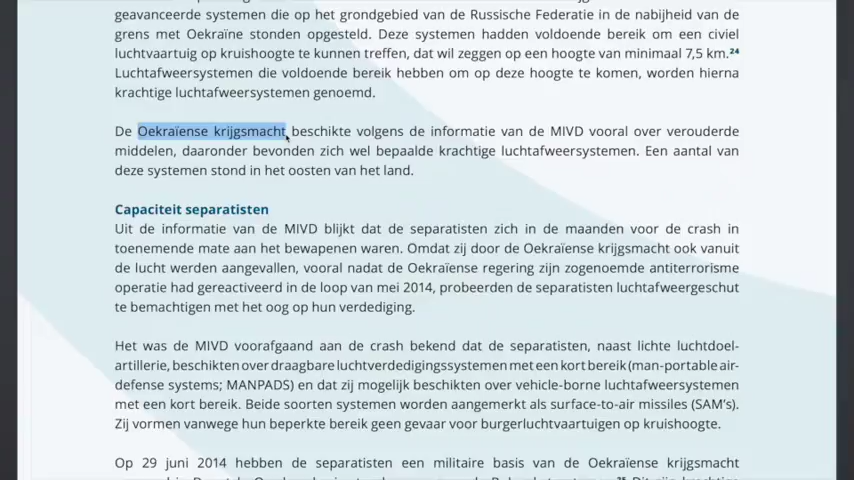 geavanceerde systemen die op het grondgebied van de Russische Federatie in de nabijheid van de
grens met Oekraïne stonden opgesteld. Deze systemen hadden voldoende bereik om een civiel
luchtvaartuig op kruishoogte te kunnen treffen, dat wil zeggen op een hoogte van minimaal 7,5 km.²⁴
Luchtafweersystemen die voldoende bereik hebben om op deze hoogte te komen, worden hierna
krachtige luchtafweersystemen genoemd.
De Oekraïense krijgsmacht beschikte volgens de informatie van de MIVD vooral over verouderde
middelen, daaronder bevonden zich wel bepaalde krachtige luchtafweersystemen. Een aantal van
deze systemen stond in het oosten van het land.
Capaciteit separatisten
Uit de informatie van de MIVD blijkt dat de separatisten zich in de maanden voor de crash in
toenemende mate aan het bewapenen waren. Omdat zij door de Oekraïense krijgsmacht ook vanuit
de lucht werden aangevallen, vooral nadat de Oekraïense regering zijn zogenoemde antiterrorisme
operatie had gereactiveerd in de loop van mei 2014, probeerden de separatisten luchtafweergeschut
te bemachtigen met het oog op hun verdediging.
Het was de MIVD voorafgaand aan de crash bekend dat de separatisten, naast lichte luchtdoel-
artillerie, beschikten over draagbare luchtverdedigingssystemen met een kort bereik (man-portable air-
defense systems; MANPADS) en dat zij mogelijk beschikten over vehicle-borne luchtafweersystemen
met een kort bereik. Beide soorten systemen worden aangemerkt als surface-to-air missiles (SAM's).
Zij vormen vanwege hun beperkte bereik geen gevaar voor burgerluchtvaartuigen op kruishoogte.
Op 29 juni 2014 hebben de separatisten een militaire basis van de Oekraïense krijgsmacht